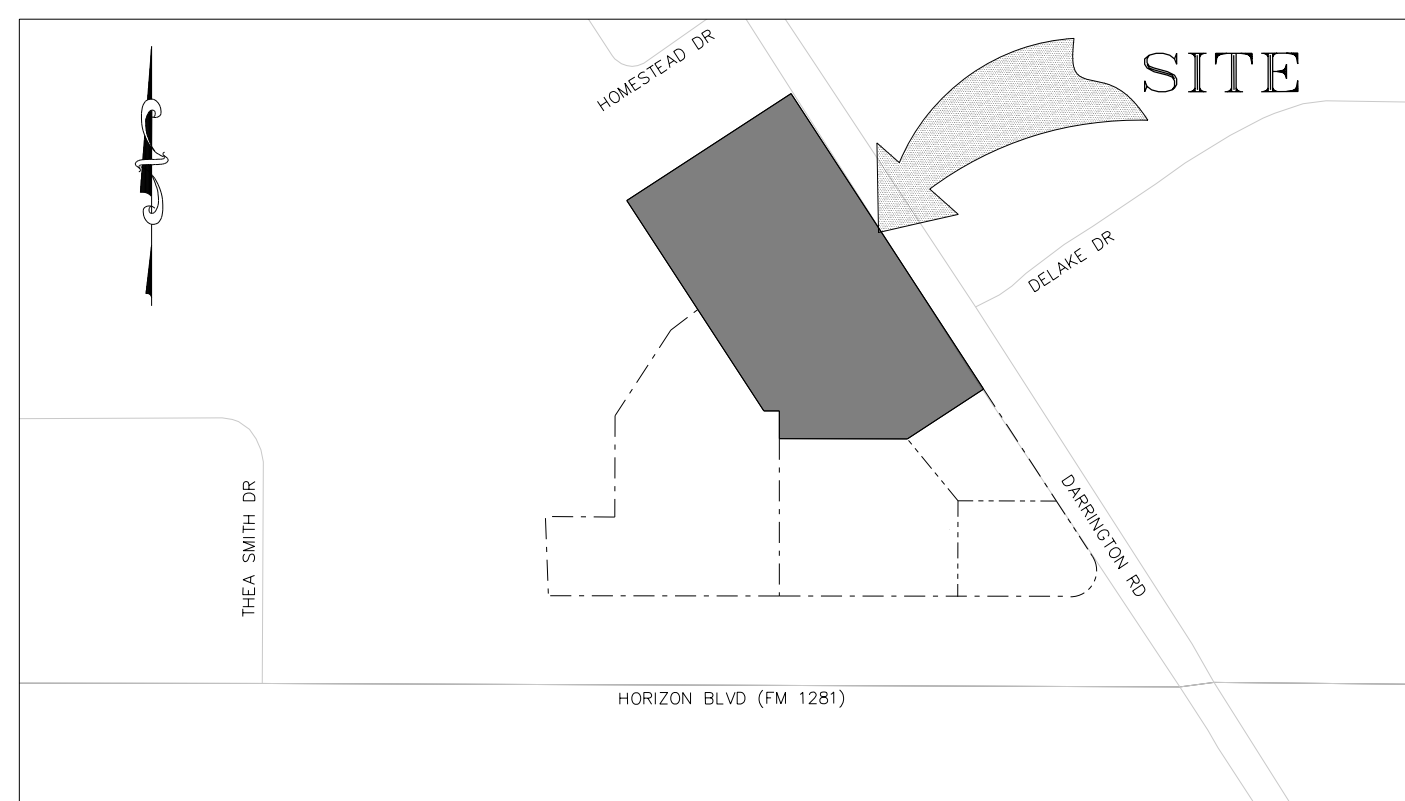 HOMESTEAD DR
SITE
DELAKE DR
THEA SMITH DR
DARRINGTON RD
HORIZON BLVD (FM 1281)